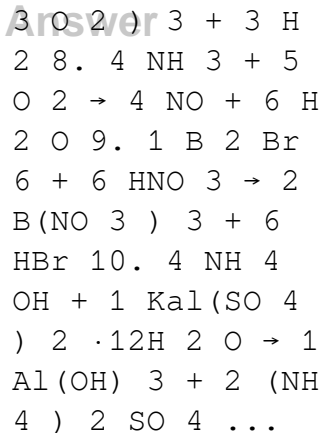 Answer
3 O 2 ) 3 + 3 H
2 8. 4 NH 3 + 5
O 2 → 4 NO + 6 H
2 O 9. 1 B 2 Br
6 + 6 HNO 3 → 2
B(NO 3 ) 3 + 6
HBr 10. 4 NH 4
OH + 1 Kal(SO 4
) 2 ·12H 2 O → 1
Al(OH) 3 + 2 (NH
4 ) 2 SO 4 ...